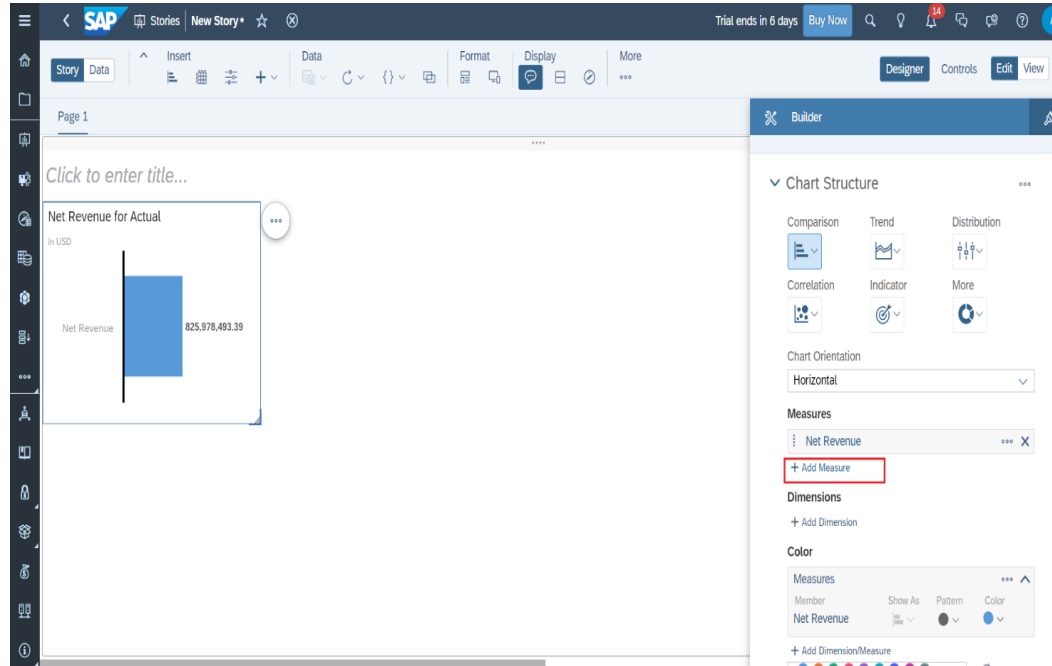 SAP Stories New Story* Trial ends in 6 days Buy Now 14
Story Data Insert Data Format Display More Designer Controls Edit View
Page 1
Builder
Click to enter title...
Chart Structure
Net Revenue for Actual
in USD
Net Revenue
825,978,493.39
Comparison Trend Distribution
Correlation Indicator More
Chart Orientation
Horizontal
Measures
Net Revenue
+ Add Measure
Dimensions
+ Add Dimension
Color
Measures
Member Show As Pattern Color
Net Revenue
+ Add Dimension/Measure